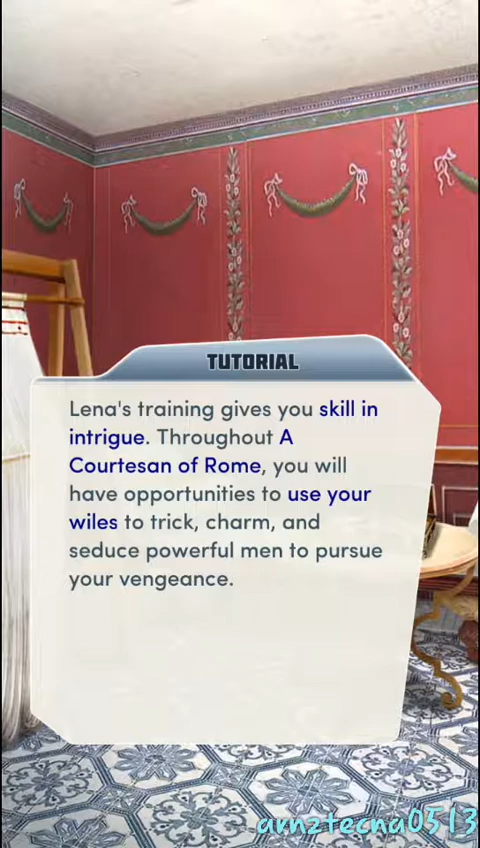 TUTORIAL
Lena's training gives you skill in
intrigue. Throughout A
Courtesan of Rome, you will
have opportunities to use your
wiles to trick, charm, and
seduce powerful men to pursue
your vengeance.
arnztecna0513